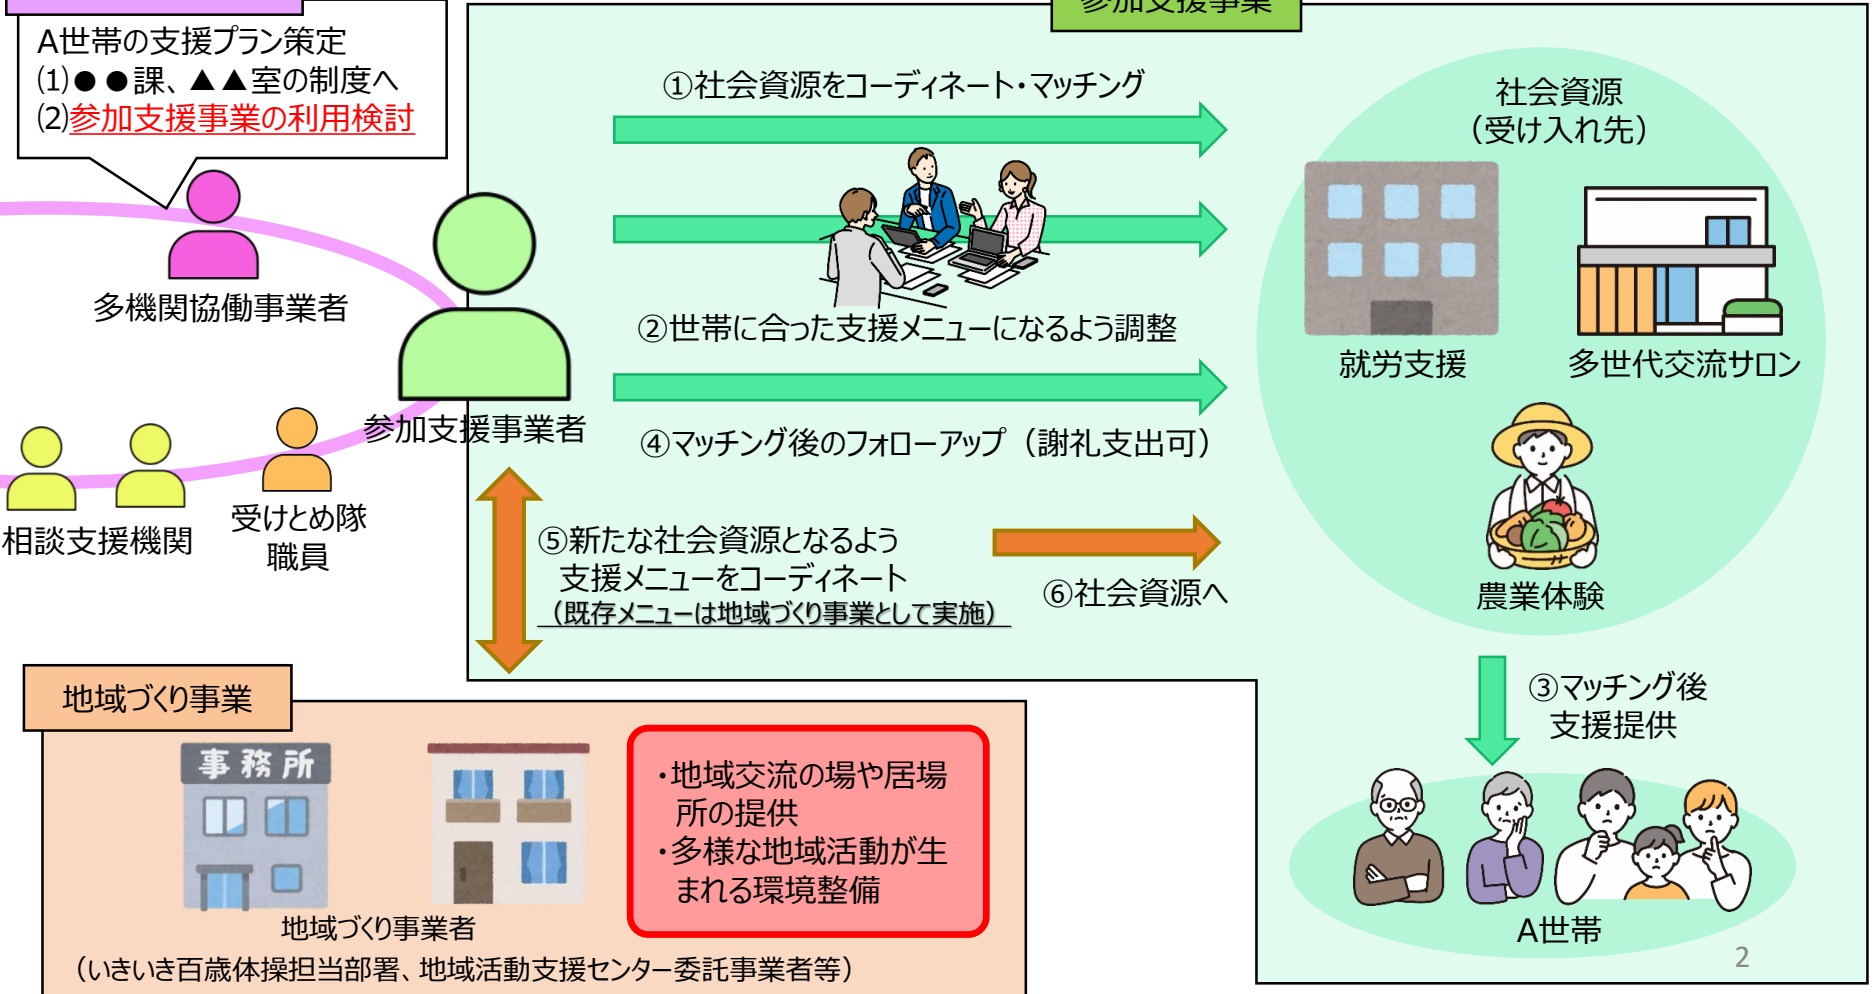 A世帯の支援プラン策定
⑴●●課、▲▲室の制度へ
⑵参加支援事業の利用検討
参加支援事業
①社会資源をコーディネート・マッチング
社会資源
（受け入れ先）
多機関協働事業者
②世帯に合った支援メニューになるよう調整
就労支援
多世代交流サロン
参加支援事業者
④マッチング後のフォローアップ（謝礼支出可）
相談支援機関
受けとめ隊
職員
⑤新たな社会資源となるよう
支援メニューをコーディネート
（既存メニューは地域づくり事業として実施）
⑥社会資源へ
農業体験
地域づくり事業
③マッチング後
支援提供
事務所
・地域交流の場や居場
所の提供
・多様な地域活動が生
まれる環境整備
地域づくり事業者
（いきいき百歳体操担当部署、地域活動支援センター委託事業者等）
A世帯
2